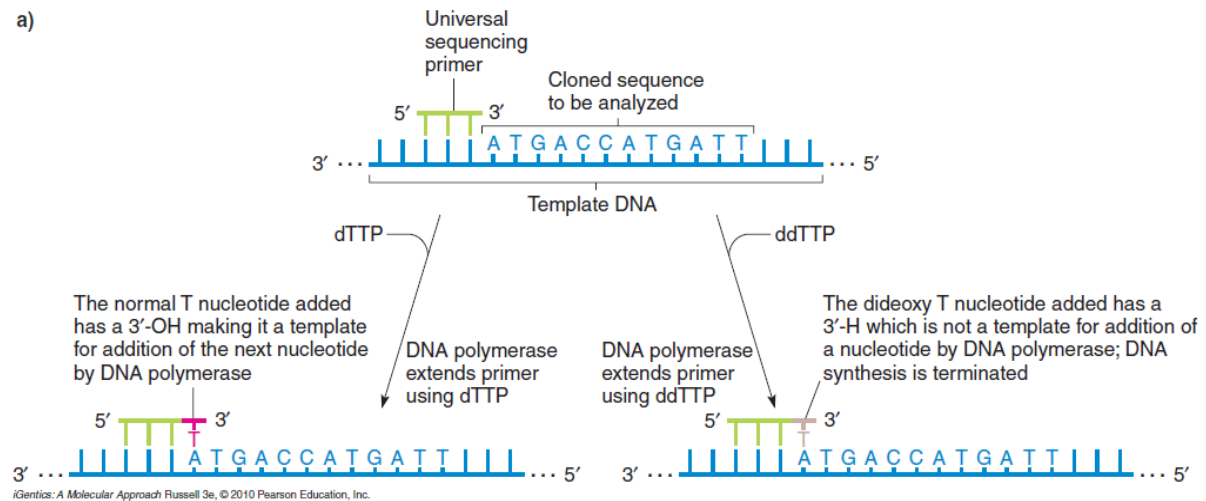 a)
Universal
sequencing
primer
Cloned sequence
to be analyzed
5′ 3′
A T G A C C A T G A T T
3′ ··· ··· 5′
Template DNA
dTTP
ddTTP
The normal T nucleotide added
has a 3′-OH making it a template
for addition of the next nucleotide
by DNA polymerase
DNA polymerase
extends primer
using dTTP
DNA polymerase
extends primer
using ddTTP
The dideoxy T nucleotide added has a
3′-H which is not a template for addition of
a nucleotide by DNA polymerase; DNA
synthesis is terminated
5′ 3′
T
A T G A C C A T G A T T
3′ ··· ··· 5′
5′ 3′
T
A T G A C C A T G A T T
3′ ··· ··· 5′
iGentics: A Molecular Approach Russell 3e, © 2010 Pearson Education, Inc.